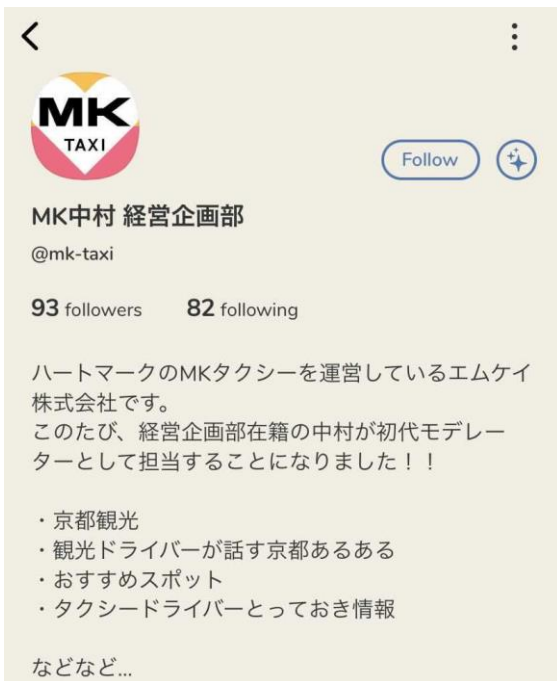 MK
TAXI
Follow
MK中村 経営企画部
@mk-taxi
93 followers 82 following
ハートマークのMKタクシーを運営しているエムケイ
株式会社です。
このたび、経営企画部在籍の中村が初代モデレー
ターとして担当することになりました！！
・京都観光
・観光ドライバーが話す京都あるある
・おすすめスポット
・タクシードライバーとっておき情報
などなど...